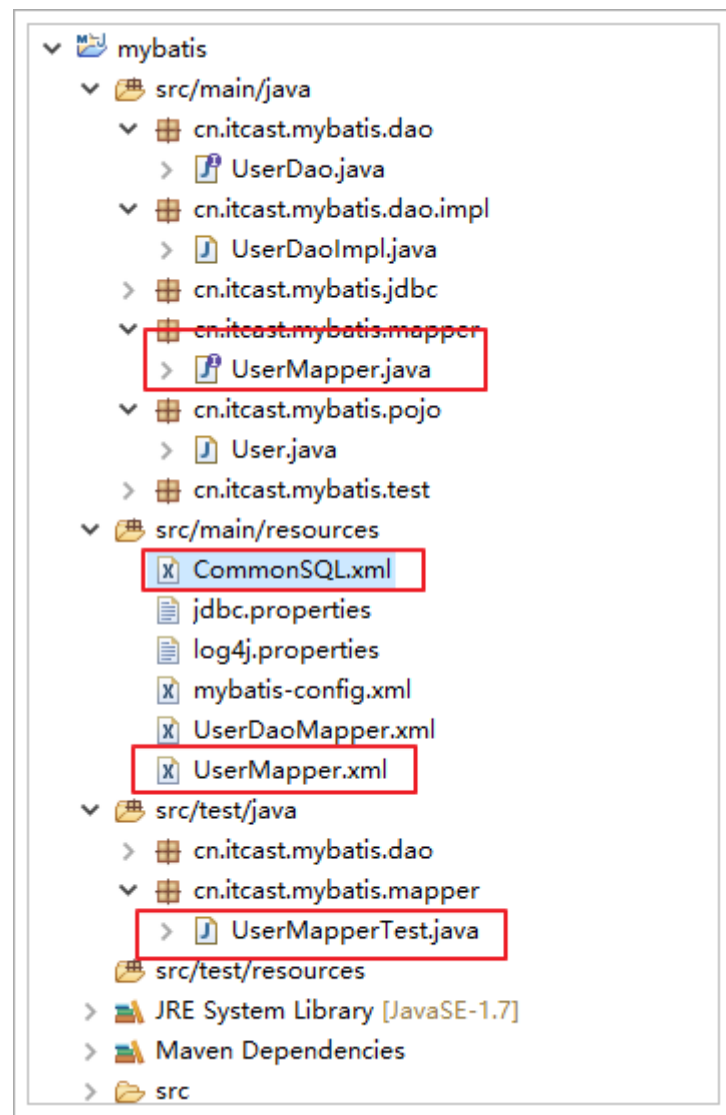 mybatis
src/main/java
cn.itcast.mybatis.dao
UserDao.java
cn.itcast.mybatis.dao.impl
UserDaoImpl.java
cn.itcast.mybatis.jdbc
cn.itcast.mybatis.mapper
UserMapper.java
cn.itcast.mybatis.pojo
User.java
cn.itcast.mybatis.test
src/main/resources
CommonSQL.xml
jdbc.properties
log4j.properties
mybatis-config.xml
UserDaoMapper.xml
UserMapper.xml
src/test/java
cn.itcast.mybatis.dao
cn.itcast.mybatis.mapper
UserMapperTest.java
src/test/resources
JRE System Library [JavaSE-1.7]
Maven Dependencies
src